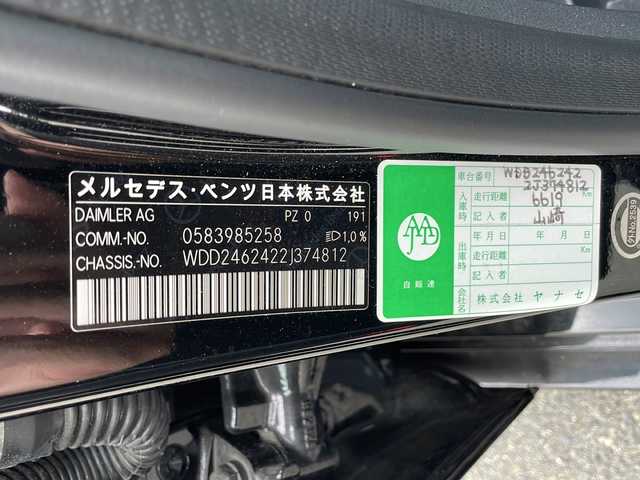 メルセデス・ベンツ日本株式会社
DAIMLER AG PZ 0 191
COMM.-NO. 0583985258 1,0%
CHASSIS.-NO. WDD2462422J374812
JAMD
自販連
車台番号 WDD246242
2J374812
入庫時 走行距離 6619 Km
記入者 山崎
出庫時 年月日 年 月 日
走行距離 Km
記入者
会社名 株式会社 ヤナセ